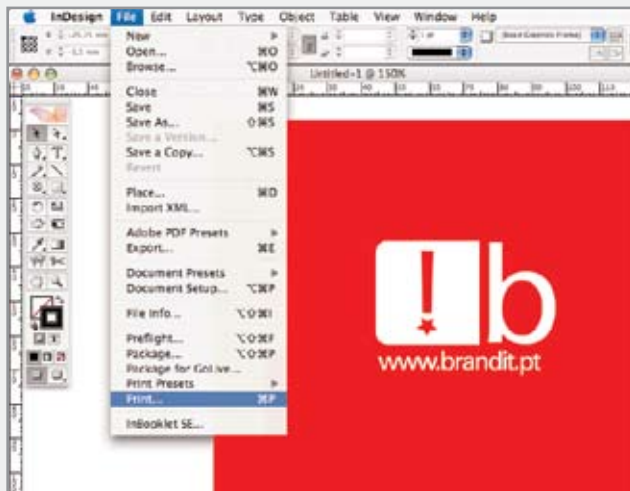 InDesign File Edit Layout Type Object Table View Window Help
Untitled-1 @ 150%
New
Open... ⌘O
Browse... ⌥⌘O
Close ⌘W
Save ⌘S
Save As... ⇧⌘S
Save a Version...
Save a Copy... ⌥⌘S
Revert
Place... ⌘D
Import XML...
Adobe PDF Presets
Export... ⌘E
Document Presets
Document Setup... ⌥⌘P
File Info... ⌥⇧⌘I
Preflight... ⌥⇧⌘F
Package... ⌥⇧⌘P
Package for GoLive...
Print Presets
Print... ⌘P
InBooklet SE...
!b
www.brandit.pt